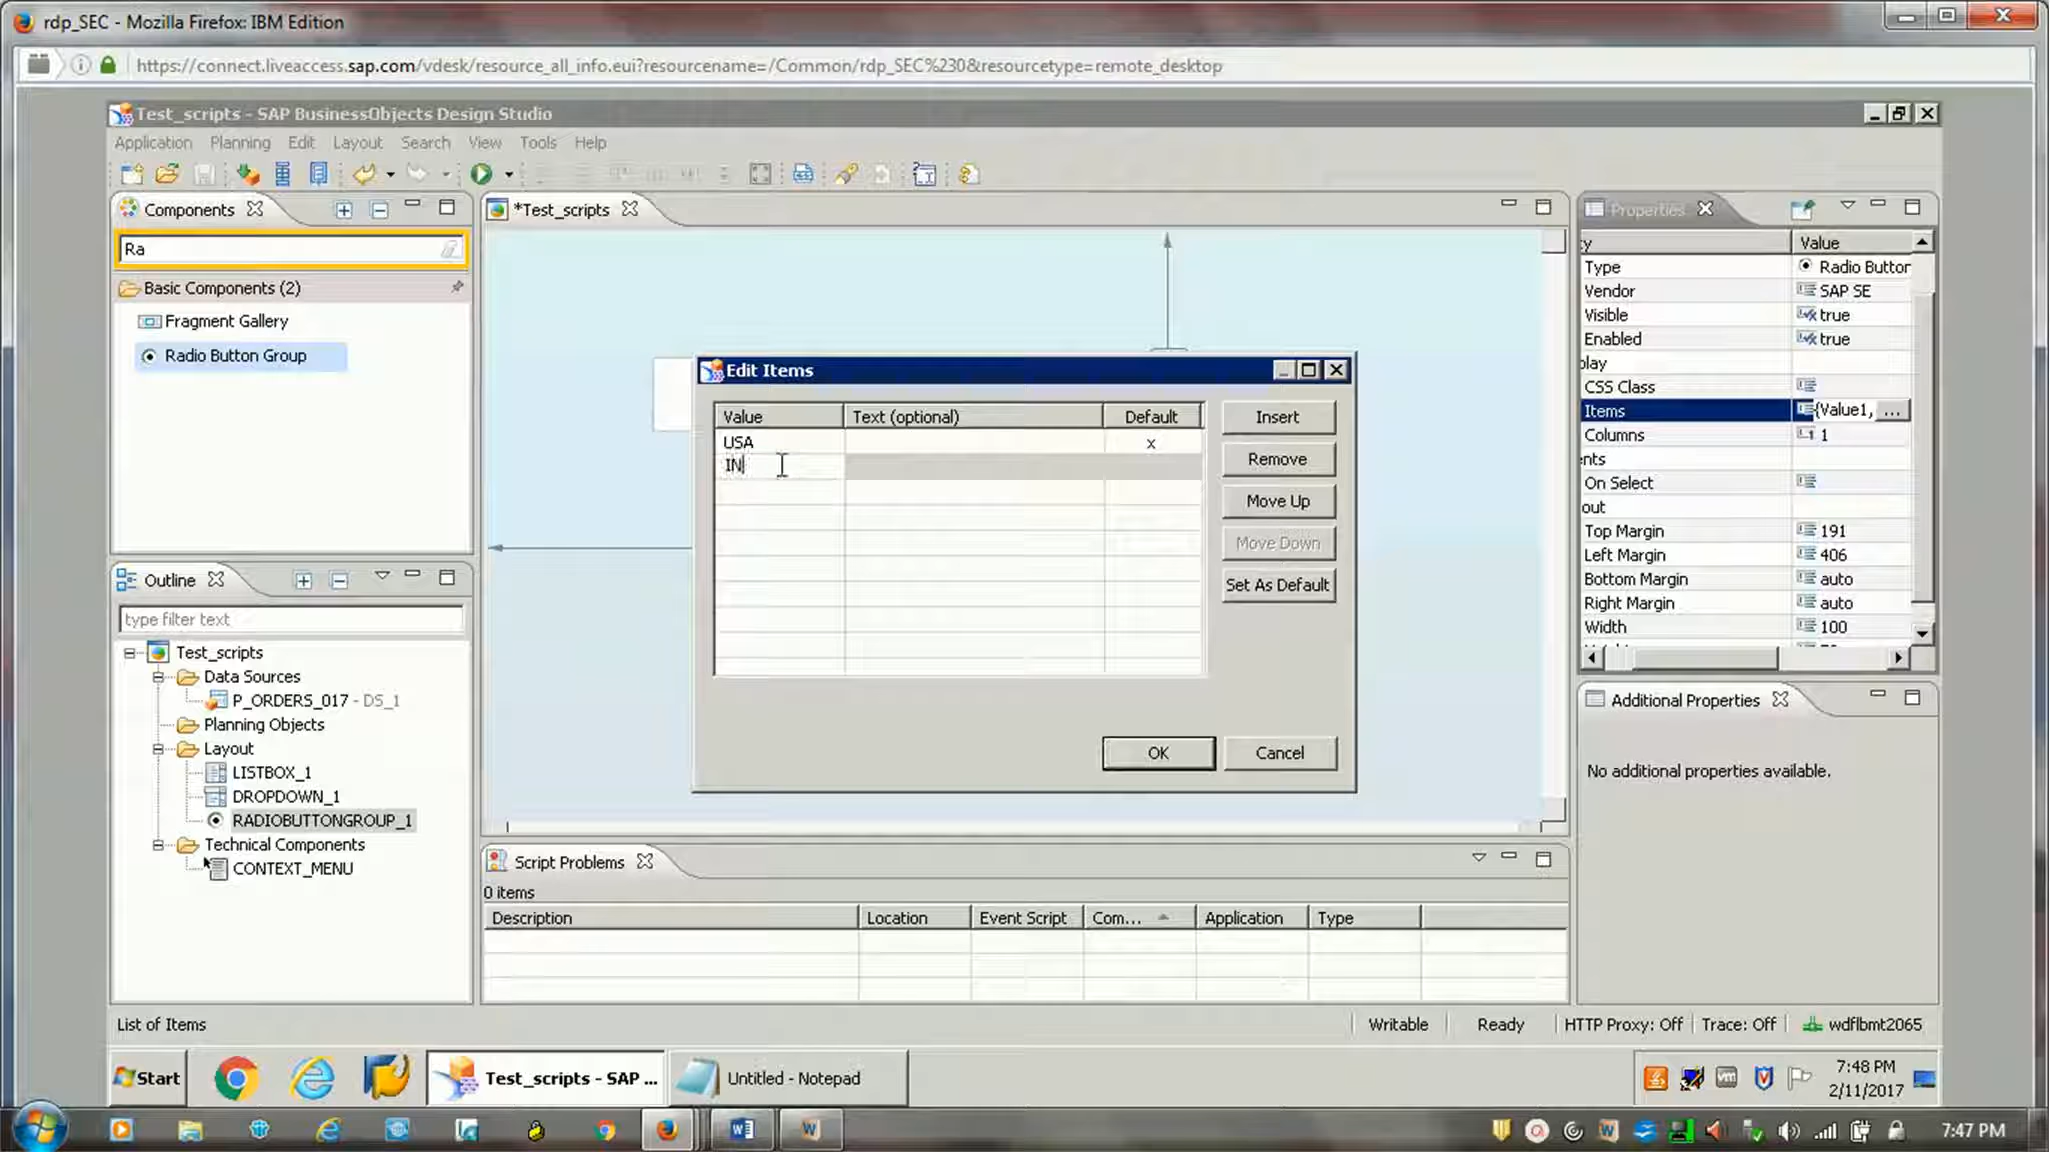 rdp_SEC - Mozilla Firefox: IBM Edition
https://connect.liveaccess.sap.com/vdesk/resource_all_info.eui?resourcename=/Common/rdp_SEC%230&resourcetype=remote_desktop
Test_scripts - SAP BusinessObjects Design Studio
Application Planning Edit Layout Search View Tools Help
Components
Ra
Basic Components (2)
Fragment Gallery
Radio Button Group
Outline
type filter text
Test_scripts
Data Sources
P_ORDERS_017 - DS_1
Planning Objects
Layout
LISTBOX_1
DROPDOWN_1
RADIOBUTTONGROUP_1
Technical Components
CONTEXT_MENU
*Test_scripts
Edit Items
Value Text (optional) Default
USA x
IN
Insert
Remove
Move Up
Move Down
Set As Default
OK Cancel
Script Problems
0 items
Description Location Event Script Com... Application Type
Properties
y Value
Type Radio Button
Vendor SAP SE
Visible true
Enabled true
play
CSS Class
Items {Value1, ...
Columns 1
ents
On Select
out
Top Margin 191
Left Margin 406
Bottom Margin auto
Right Margin auto
Width 100
Additional Properties
No additional properties available.
List of Items Writable Ready HTTP Proxy: Off Trace: Off wdflbmt2065
Start Test_scripts - SAP ... Untitled - Notepad 7:48 PM
2/11/2017
7:47 PM